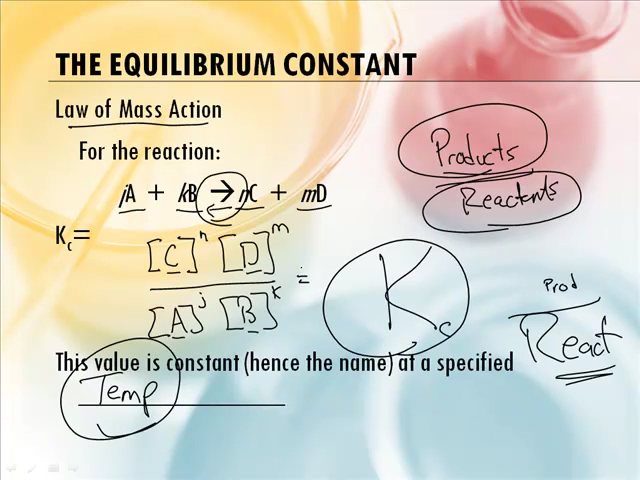 THE EQUILIBRIUM CONSTANT
Law of Mass Action
For the reaction:
Products
Reactents
jA + kB → nC + mD
Kc=
[C]^n [D]^m
[A]^j [B]^k
= Kc
Prod
React
This value is constant (hence the name) at a specified
Temp